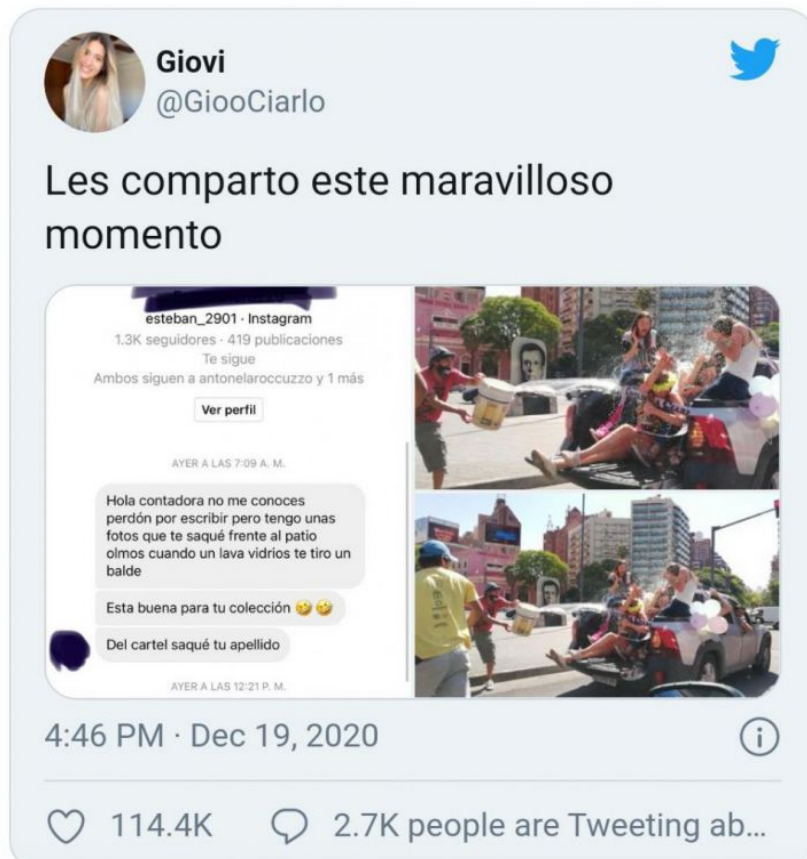 Giovi
@GiooCiarlo
Les comparto este maravilloso
momento
esteban_2901 · Instagram
1.3K seguidores · 419 publicaciones
Te sigue
Ambos siguen a antonelaroccuzzo y 1 más
Ver perfil
AYER A LAS 7:09 A. M.
Hola contadora no me conoces
perdón por escribir pero tengo unas
fotos que te saqué frente al patio
olmos cuando un lava vidrios te tiro un
balde
Esta buena para tu colección 🤣🤣
Del cartel saqué tu apellido
AYER A LAS 12:21 P. M.
4:46 PM · Dec 19, 2020
114.4K
2.7K people are Tweeting ab...